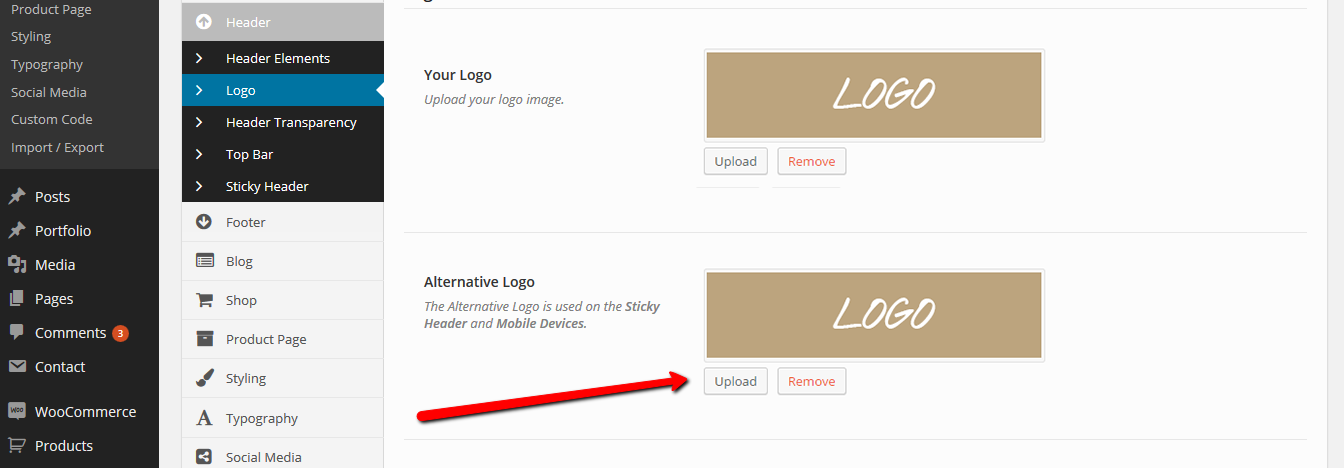 Product Page
Styling
Typography
Social Media
Custom Code
Import / Export
Posts
Portfolio
Media
Pages
Comments 3
Contact
WooCommerce
Products
Header
Header Elements
Logo
Header Transparency
Top Bar
Sticky Header
Footer
Blog
Shop
Product Page
Styling
Typography
Social Media
Your Logo
Upload your logo image.
LOGO
Upload Remove
Alternative Logo
The Alternative Logo is used on the Sticky
Header and Mobile Devices.
LOGO
Upload Remove